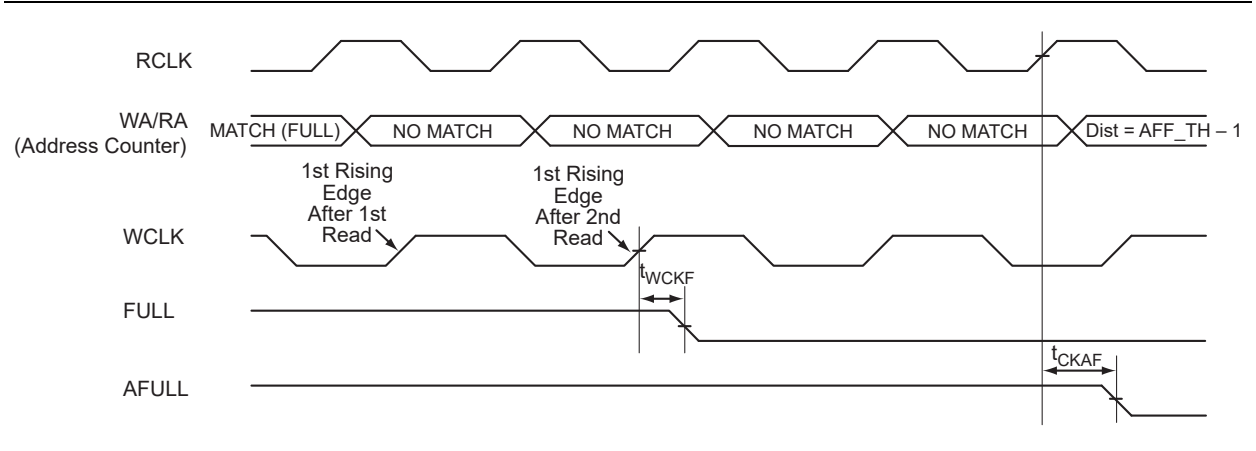 RCLK
WA/RA
(Address Counter)
MATCH (FULL) NO MATCH NO MATCH NO MATCH NO MATCH Dist = AFF_TH – 1
1st Rising
Edge
After 1st
Read
1st Rising
Edge
After 2nd
Read
WCLK
tWCKF
FULL
tCKAF
AFULL